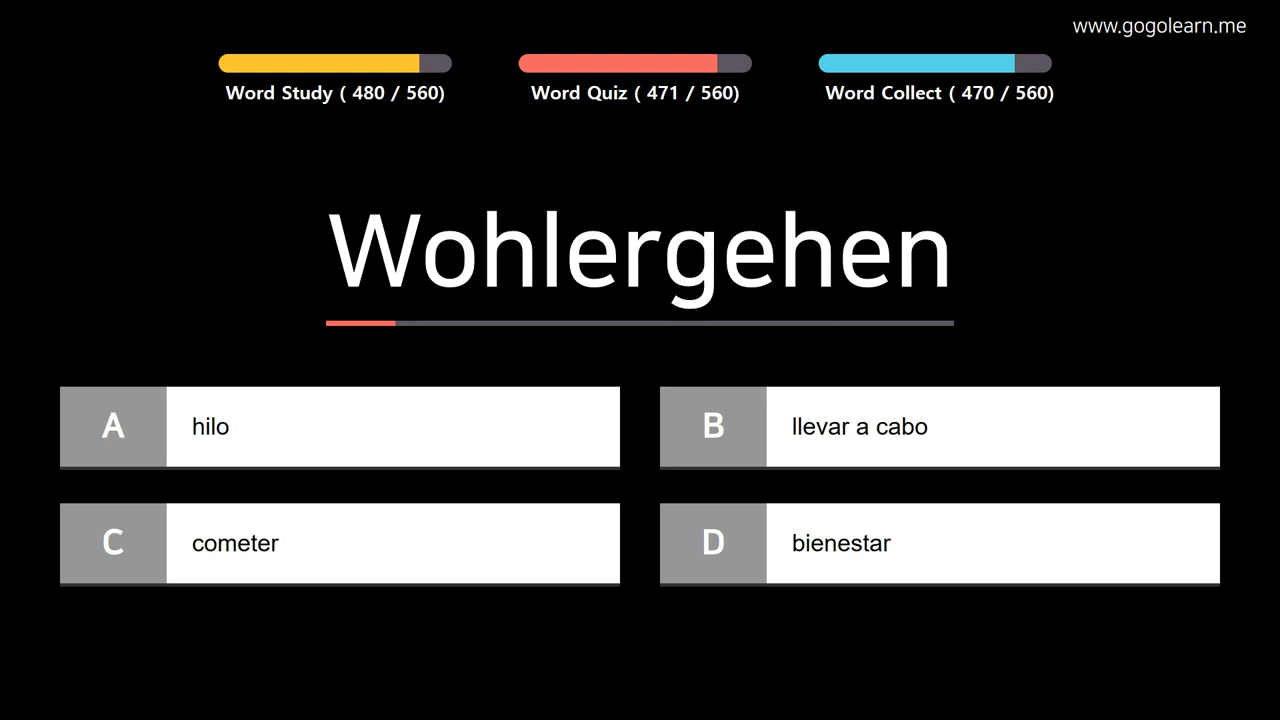 www.gogolearn.me
Word Study ( 480 / 560)
Word Quiz ( 471 / 560)
Word Collect ( 470 / 560)
Wohlergehen
A hilo
B llevar a cabo
C cometer
D bienestar